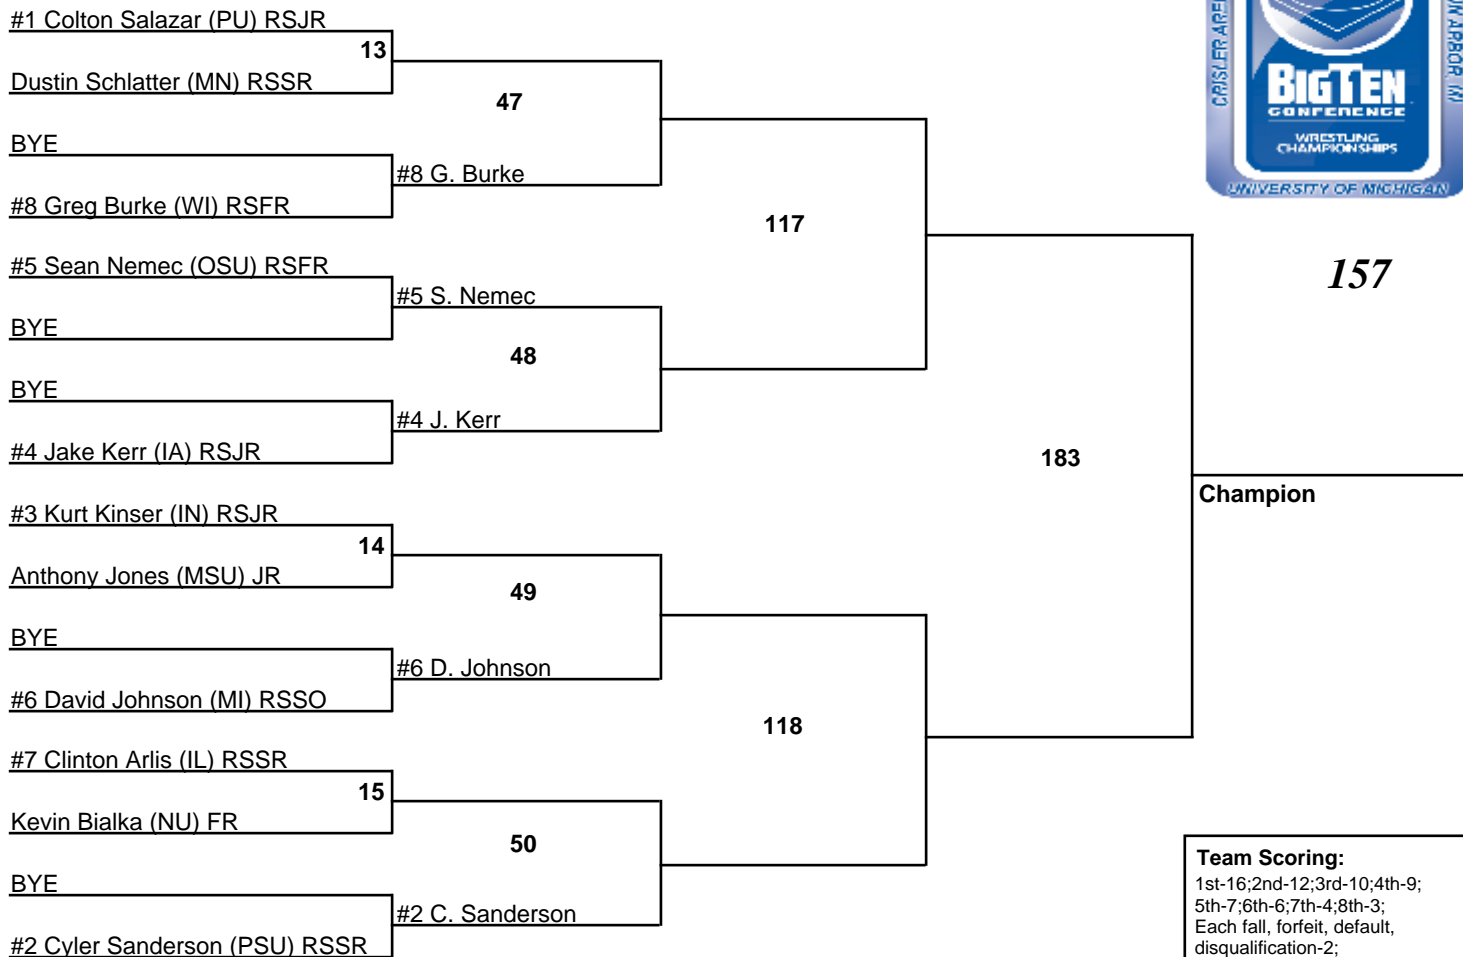 #1 Colton Salazar (PU) RSJR
13
Dustin Schlatter (MN) RSSR
47
BYE
#8 G. Burke
#8 Greg Burke (WI) RSFR
117
#5 Sean Nemec (OSU) RSFR
#5 S. Nemec
BYE
48
BYE
#4 J. Kerr
#4 Jake Kerr (IA) RSJR
183
Champion
#3 Kurt Kinser (IN) RSJR
14
Anthony Jones (MSU) JR
49
BYE
#6 D. Johnson
#6 David Johnson (MI) RSSO
118
#7 Clinton Arlis (IL) RSSR
15
Kevin Bialka (NU) FR
50
BYE
#2 C. Sanderson
#2 Cyler Sanderson (PSU) RSSR
BIGTEN
CONFERENCE
WRESTLING
CHAMPIONSHIPS
UNIVERSITY OF MICHIGAN
CRISLER
ARBOR, MI
157
Team Scoring:
1st-16;2nd-12;3rd-10;4th-9;
5th-7;6th-6;7th-4;8th-3;
Each fall, forfeit, default,
disqualification-2;